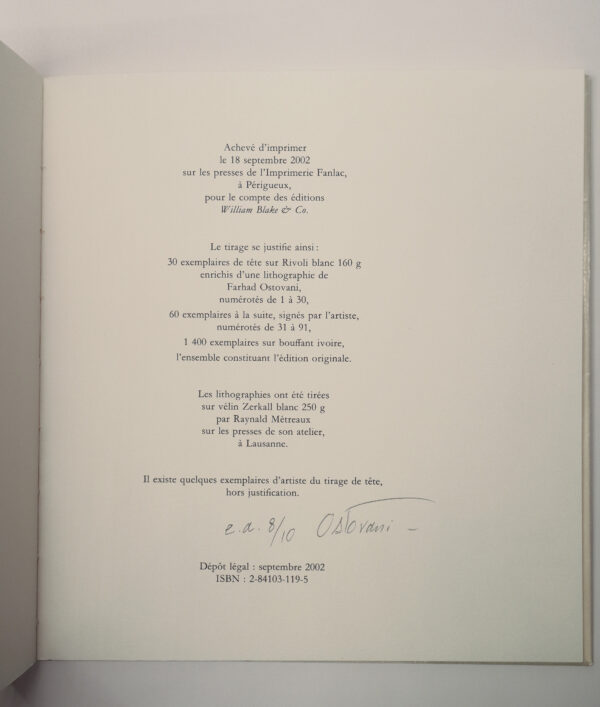 Achevé d'imprimer
le 18 septembre 2002
sur les presses de l'Imprimerie Fanlac,
à Périgueux,
pour le compte des éditions
William Blake & Co.
Le tirage se justifie ainsi :
30 exemplaires de tête sur Rivoli blanc 160 g
enrichis d'une lithographie de
Farhad Ostovani,
numérotés de 1 à 30,
60 exemplaires à la suite, signés par l'artiste,
numérotés de 31 à 91,
1 400 exemplaires sur bouffant ivoire,
l'ensemble constituant l'édition originale.
Les lithographies ont été tirées
sur vélin Zerkall blanc 250 g
par Raynald Métreaux
sur les presses de son atelier,
à Lausanne.
Il existe quelques exemplaires d'artiste du tirage de tête,
hors justification.
e.a. 8/10 Ostovani –
Dépôt légal : septembre 2002
ISBN : 2-84103-119-5